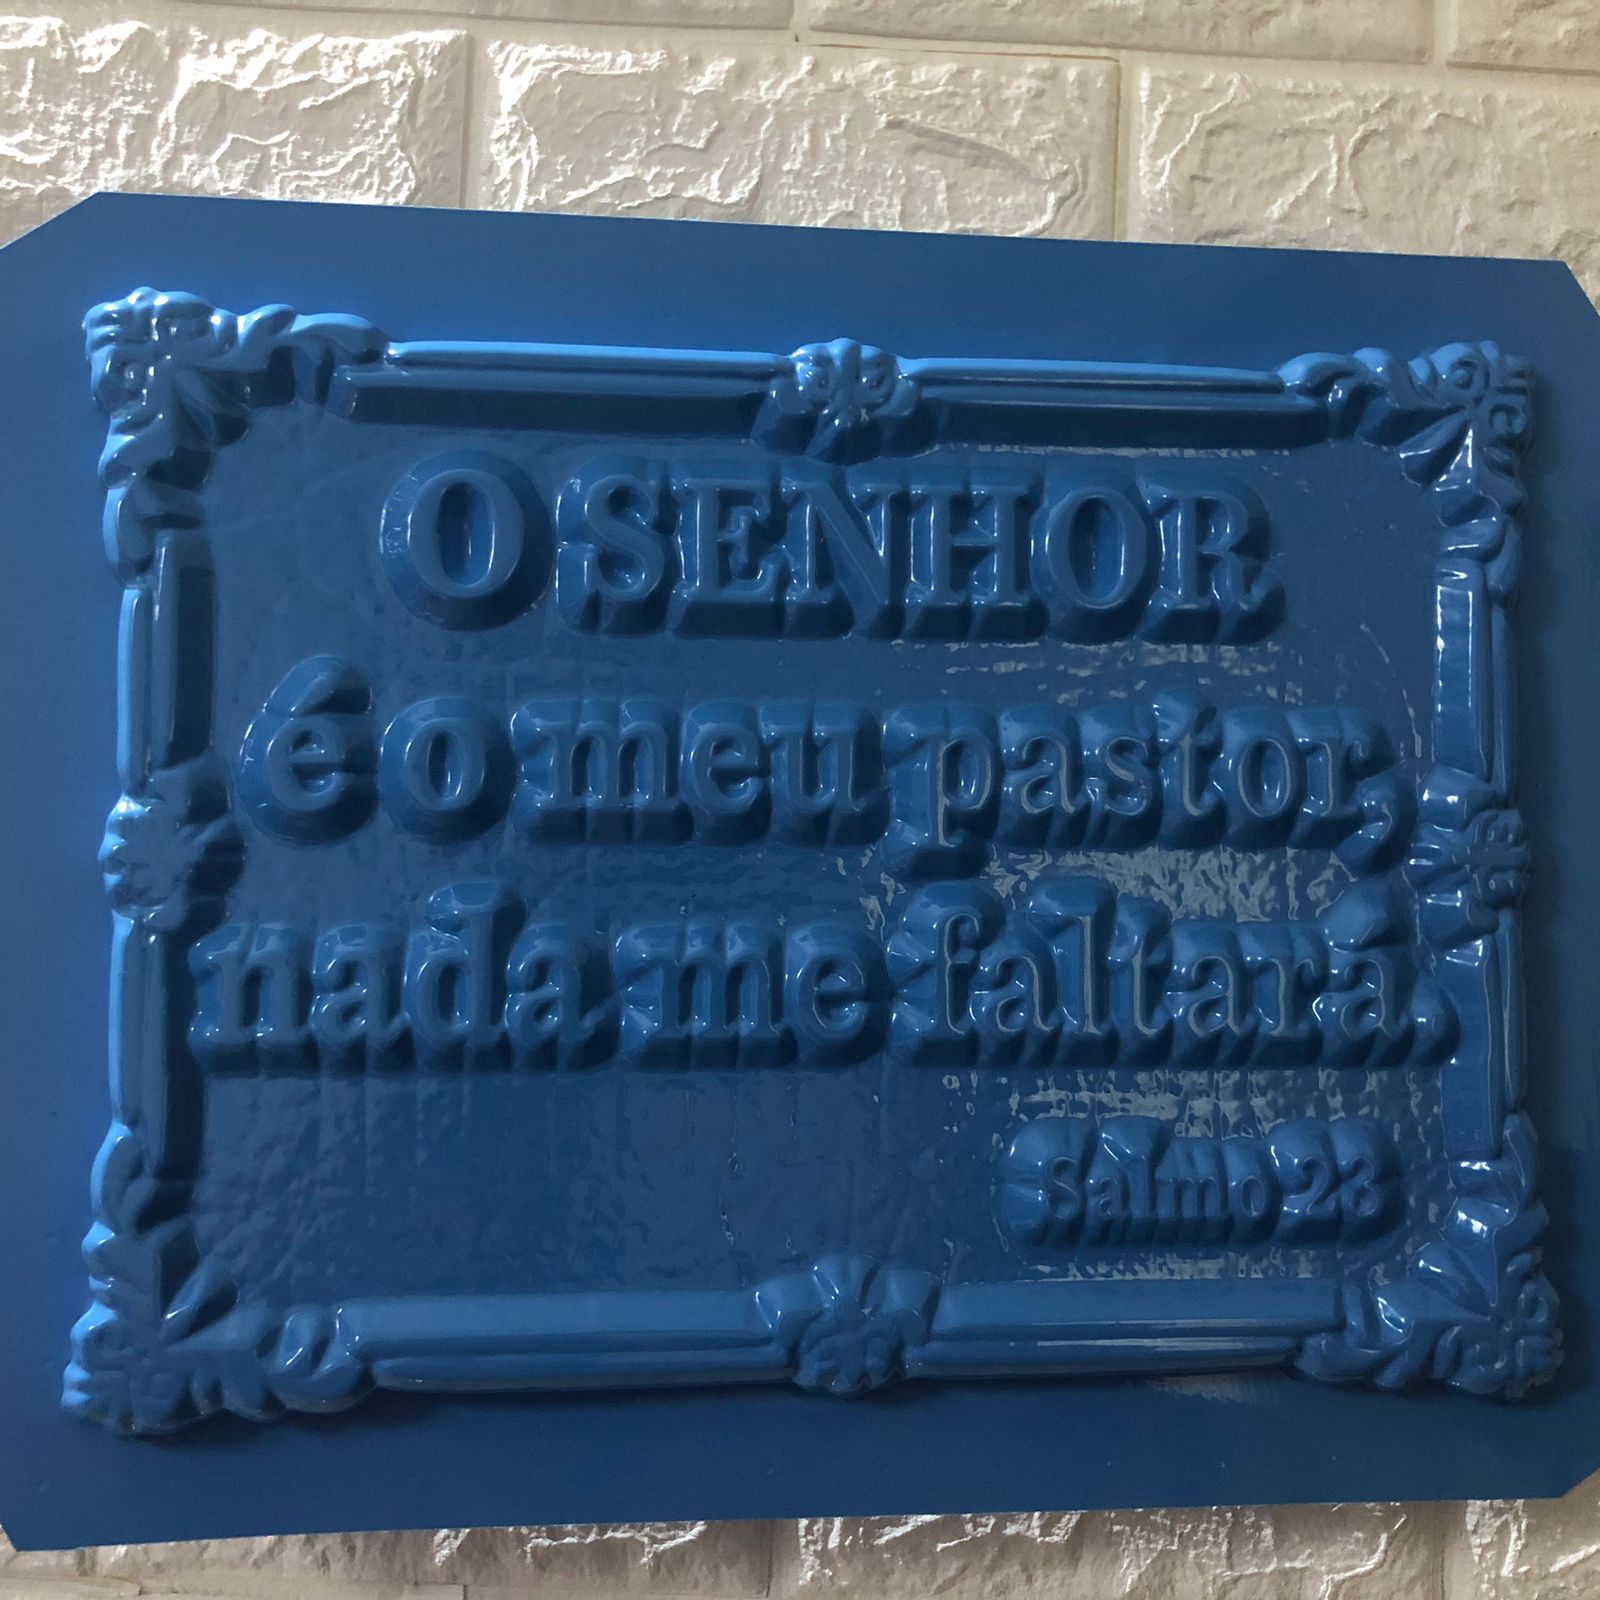 O SENHOR
é o meu pastor,
nada me faltará.
Salmo 23